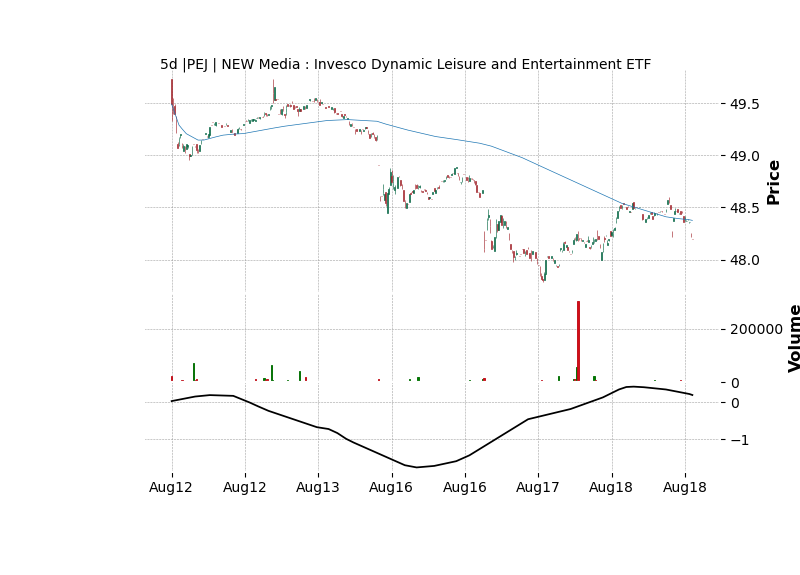 5d |PEJ | NEW Media : Invesco Dynamic Leisure and Entertainment ETF
49.5
49.0
48.5
48.0
Price
200000
0
Volume
0
−1
Aug12 Aug12 Aug13 Aug16 Aug16 Aug17 Aug18 Aug18